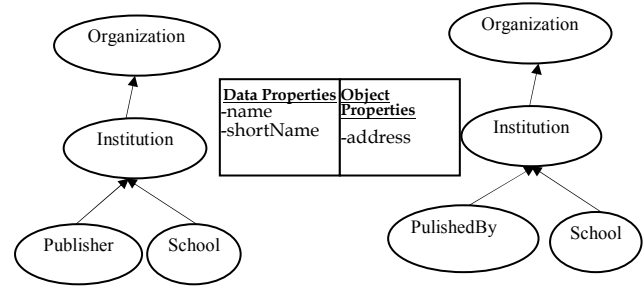 Organization
Institution
Publisher
School
Data Properties
-name
-shortName
Object
Properties
-address
Organization
Institution
PulishedBy
School